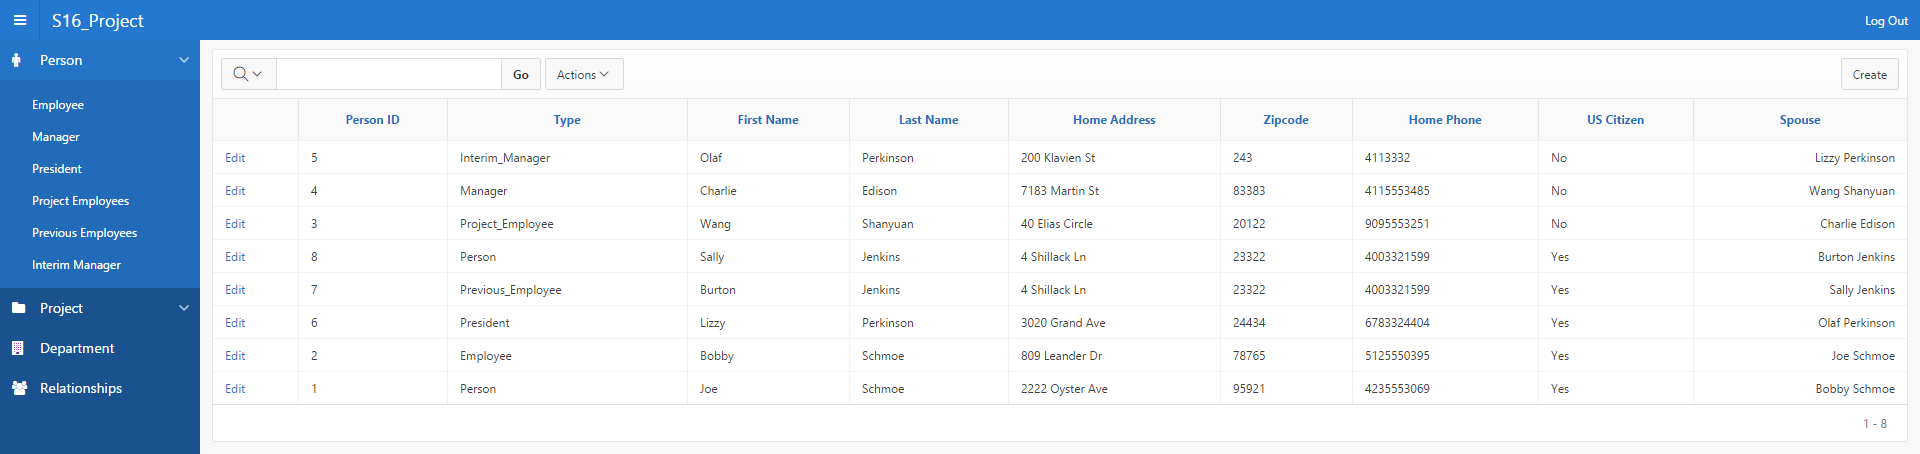 S16_Project
Log Out
Person
Employee
Manager
President
Project Employees
Previous Employees
Interim Manager
Project
Department
Relationships
Go Actions Create
Person ID Type First Name Last Name Home Address Zipcode Home Phone US Citizen Spouse
Edit 5 Interim_Manager Olaf Perkinson 200 Klavien St 243 4113332 No Lizzy Perkinson
Edit 4 Manager Charlie Edison 7183 Martin St 83383 4115553485 No Wang Shanyuan
Edit 3 Project_Employee Wang Shanyuan 40 Elias Circle 20122 9095553251 No Charlie Edison
Edit 8 Person Sally Jenkins 4 Shillack Ln 23322 4003321599 Yes Burton Jenkins
Edit 7 Previous_Employee Burton Jenkins 4 Shillack Ln 23322 4003321599 Yes Sally Jenkins
Edit 6 President Lizzy Perkinson 3020 Grand Ave 24434 6783324404 Yes Olaf Perkinson
Edit 2 Employee Bobby Schmoe 809 Leander Dr 78765 5125550395 Yes Joe Schmoe
Edit 1 Person Joe Schmoe 2222 Oyster Ave 95921 4235553069 Yes Bobby Schmoe
1 - 8